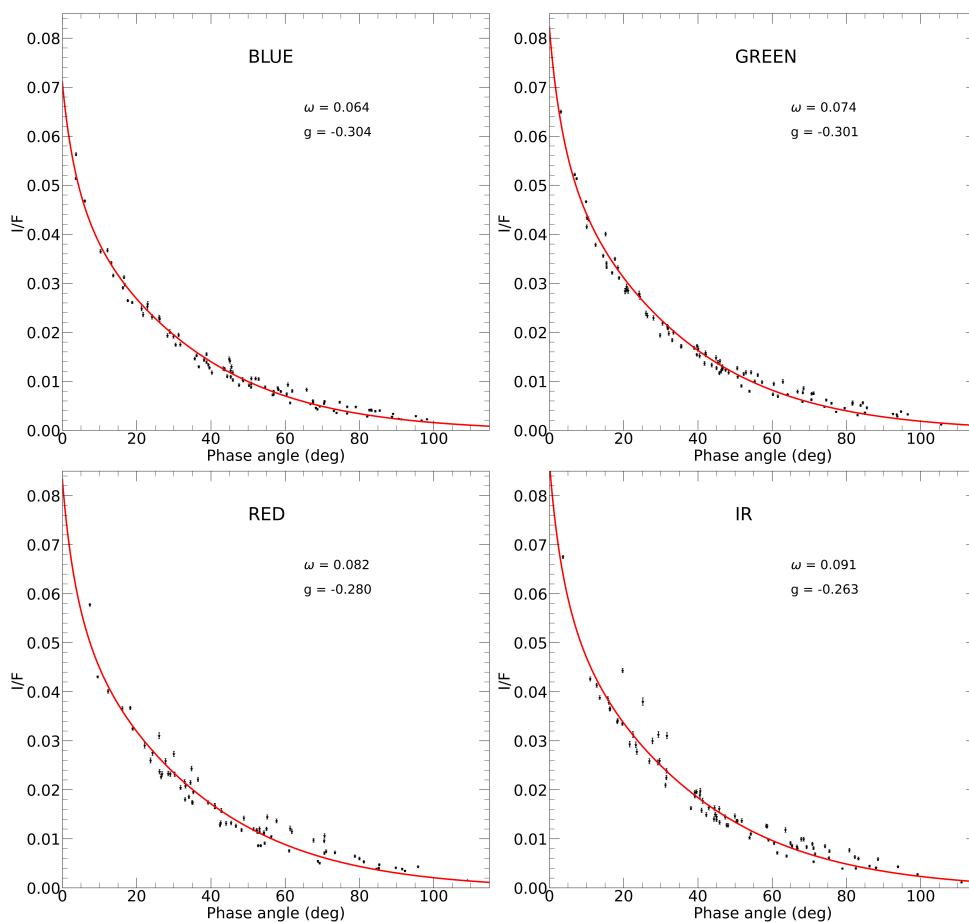 BLUE
ω = 0.064
g = -0.304
I/F
0.08
0.07
0.06
0.05
0.04
0.03
0.02
0.01
0.00
0 20 40 60 80 100
Phase angle (deg)
GREEN
ω = 0.074
g = -0.301
I/F
0.08
0.07
0.06
0.05
0.04
0.03
0.02
0.01
0.00
0 20 40 60 80 100
Phase angle (deg)
RED
ω = 0.082
g = -0.280
I/F
0.08
0.07
0.06
0.05
0.04
0.03
0.02
0.01
0.00
0 20 40 60 80 100
Phase angle (deg)
IR
ω = 0.091
g = -0.263
I/F
0.08
0.07
0.06
0.05
0.04
0.03
0.02
0.01
0.00
0 20 40 60 80 100
Phase angle (deg)